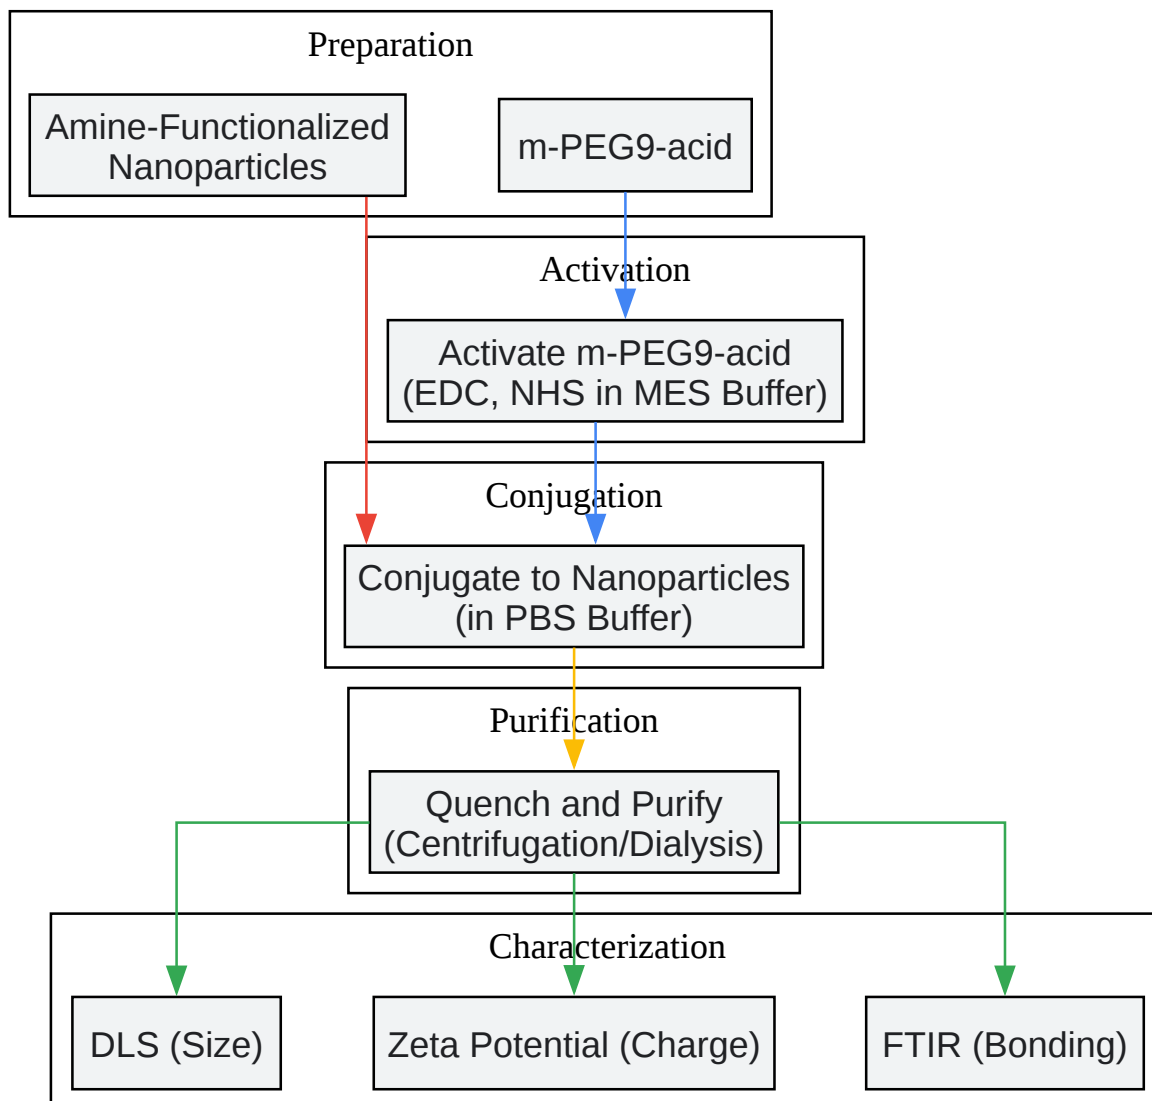 Preparation
Amine-Functionalized
Nanoparticles
m-PEG9-acid
Activation
Activate m-PEG9-acid
(EDC, NHS in MES Buffer)
Conjugation
Conjugate to Nanoparticles
(in PBS Buffer)
Purification
Quench and Purify
(Centrifugation/Dialysis)
Characterization
DLS (Size)
Zeta Potential (Charge)
FTIR (Bonding)